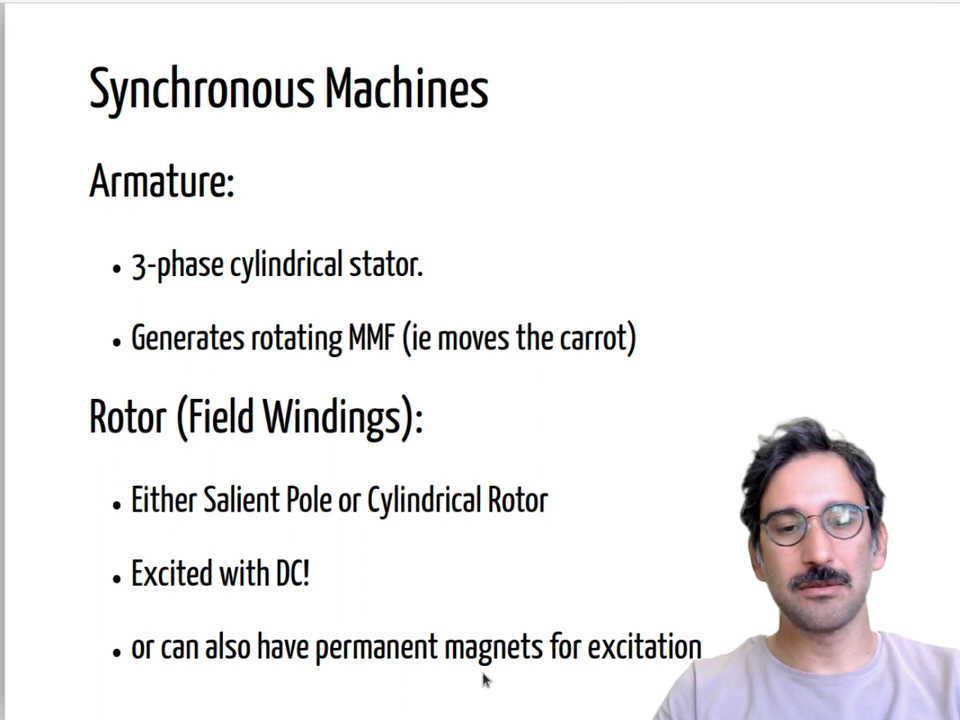 Synchronous Machines
Armature:
• 3-phase cylindrical stator.
• Generates rotating MMF (ie moves the carrot)
Rotor (Field Windings):
• Either Salient Pole or Cylindrical Rotor
• Excited with DC!
• or can also have permanent magnets for excitation